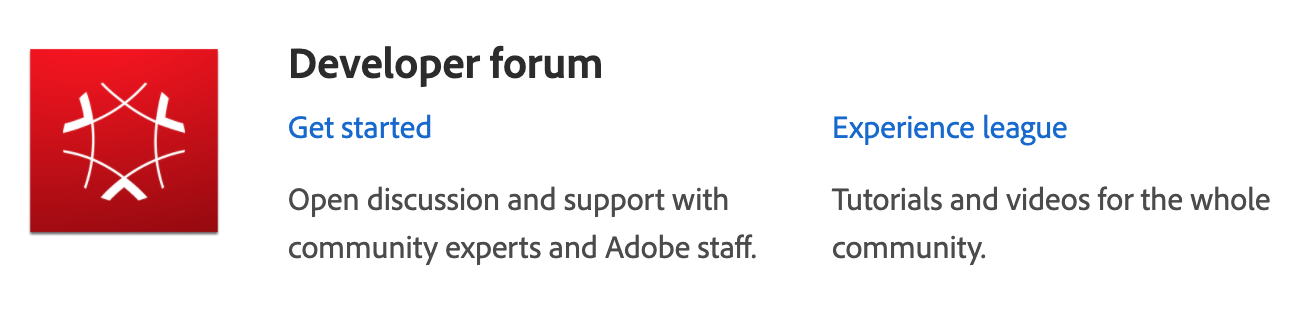 Developer forum
Get started
Open discussion and support with
community experts and Adobe staff.
Experience league
Tutorials and videos for the whole
community.